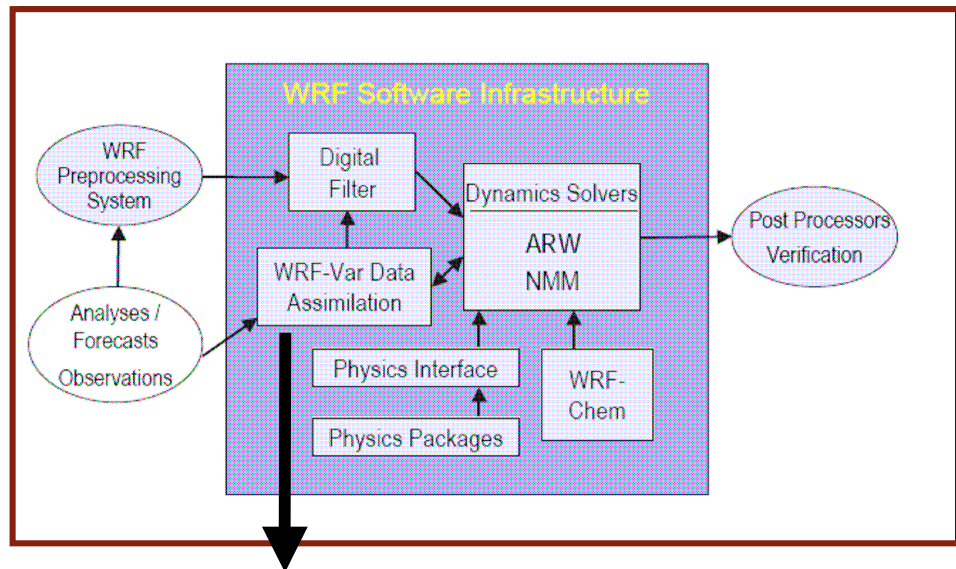 WRF Software Infrastructure
WRF
Preprocessing
System
Digital
Filter
Dynamics Solvers
ARW
NMM
Post Processors
Verification
WRF-Var Data
Assimilation
Analyses /
Forecasts
Observations
Physics Interface
WRF-
Chem
Physics Packages